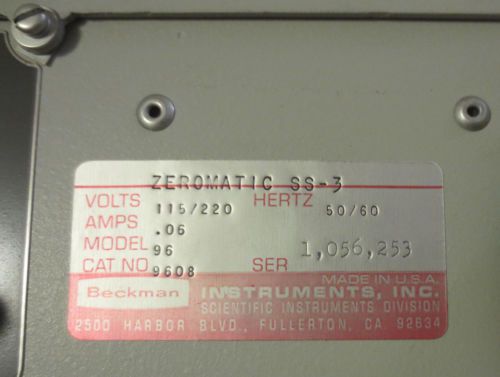 ZEROMATIC SS-3
VOLTS 115/220 HERTZ 50/60
AMPS .06
MODEL 96
CAT NO 9608 SER 1,056,253
MADE IN U.S.A.
Beckman INSTRUMENTS, INC.
SCIENTIFIC INSTRUMENTS DIVISION
2500 HARBOR BLVD., FULLERTON, CA 92634